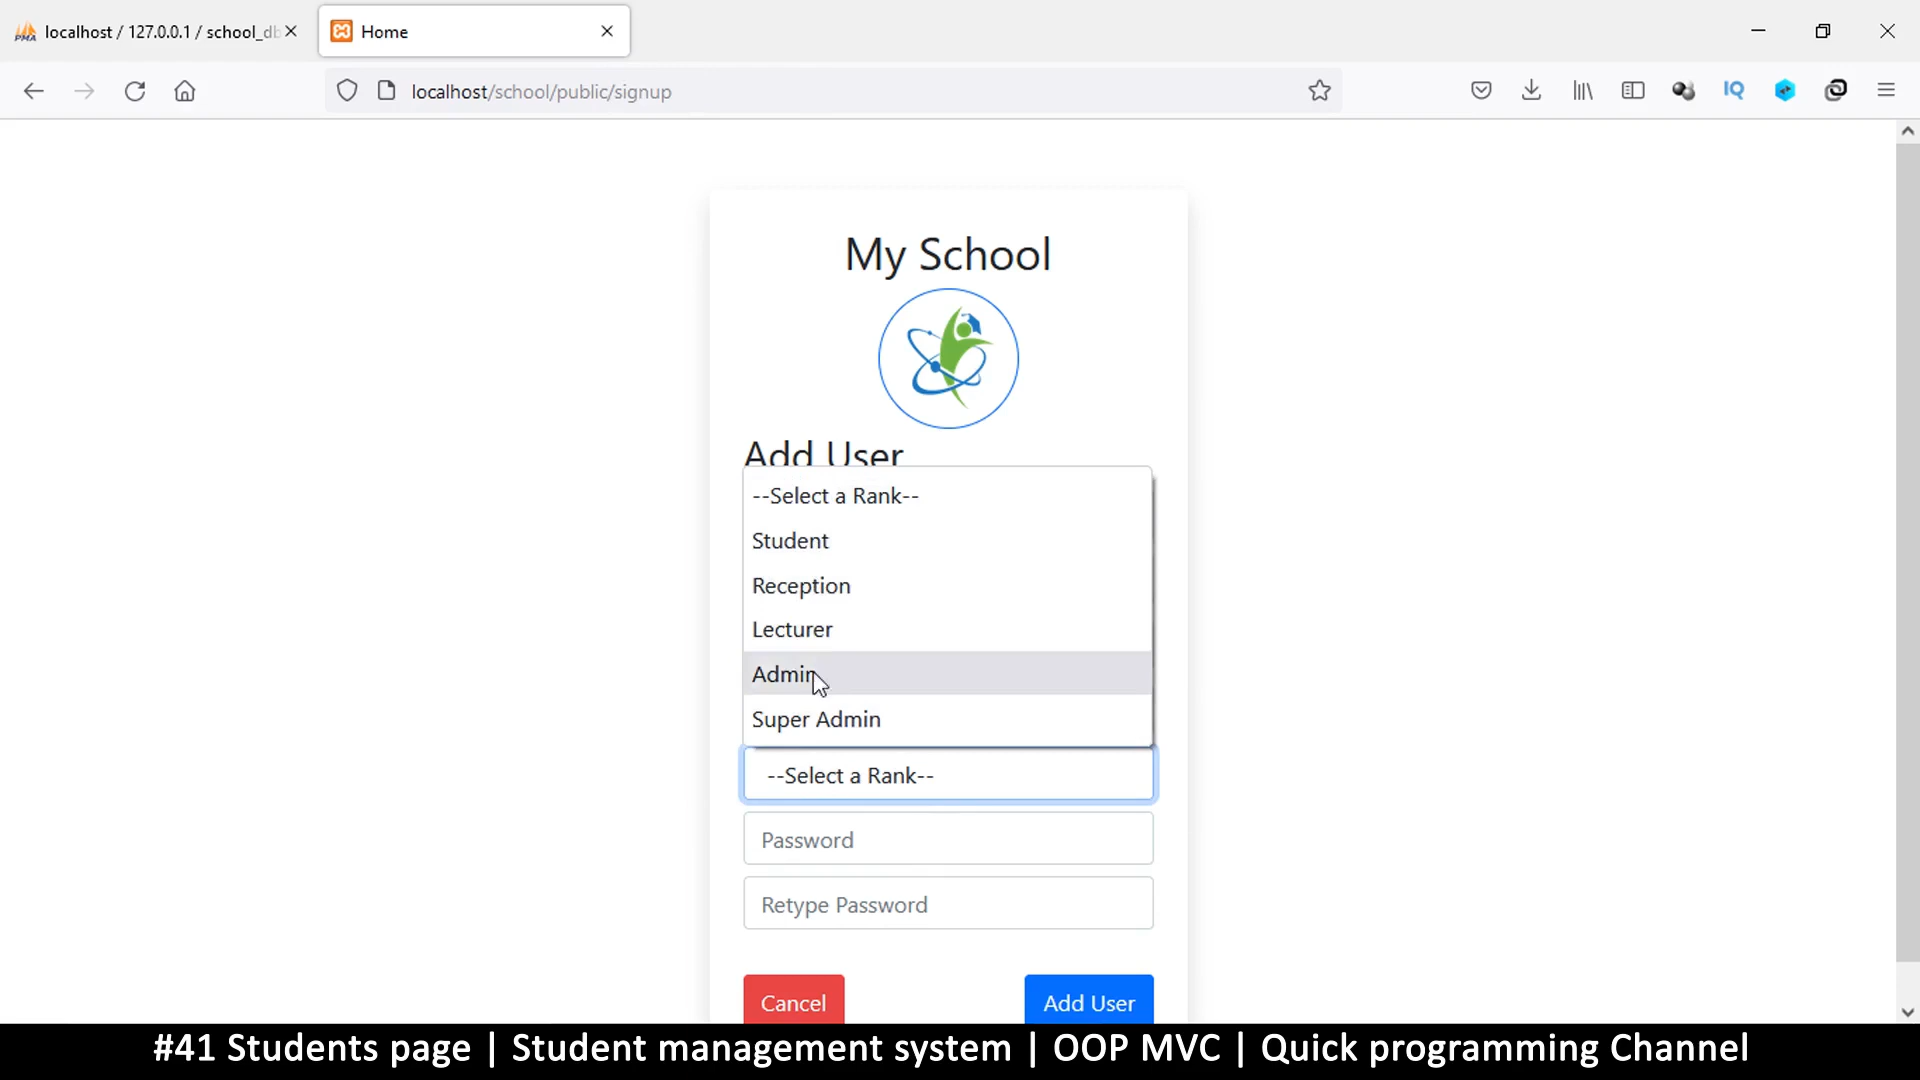 localhost / 127.0.0.1 / school_db
Home
localhost/school/public/signup
IQ
My School
Add User
--Select a Rank--
Student
Reception
Lecturer
Admin
Super Admin
--Select a Rank--
Password
Retype Password
Cancel
Add User
#41 Students page | Student management system | OOP MVC | Quick programming Channel